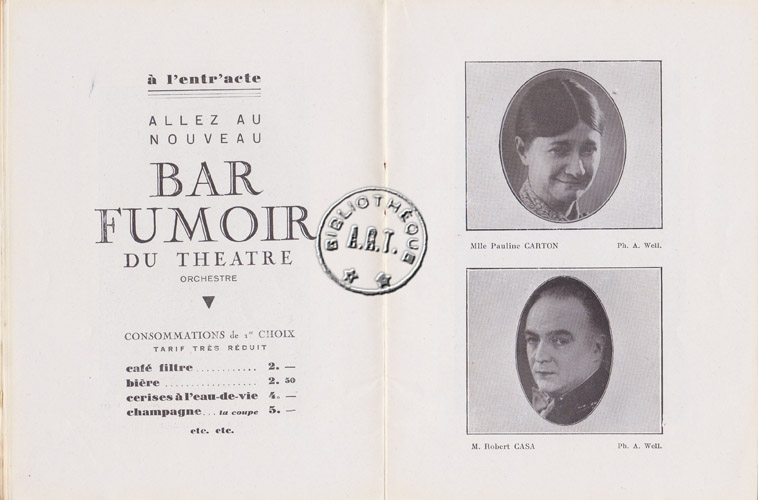 à l'entr'acte
ALLEZ AU
NOUVEAU
BAR
FUMOIR
DU THEATRE
ORCHESTRE
CONSOMMATIONS de 1er CHOIX
TARIF TRÈS RÉDUIT
café filtre ............ 2. —
bière .................. 2. 50
cerises à l'eau-de-vie 4. —
champagne... la coupe 5. —
etc. etc.
BIBLIOTHÈQUE
A.R.T.
Mlle Pauline CARTON Ph. A. Well.
M. Robert CASA Ph. A. Well.